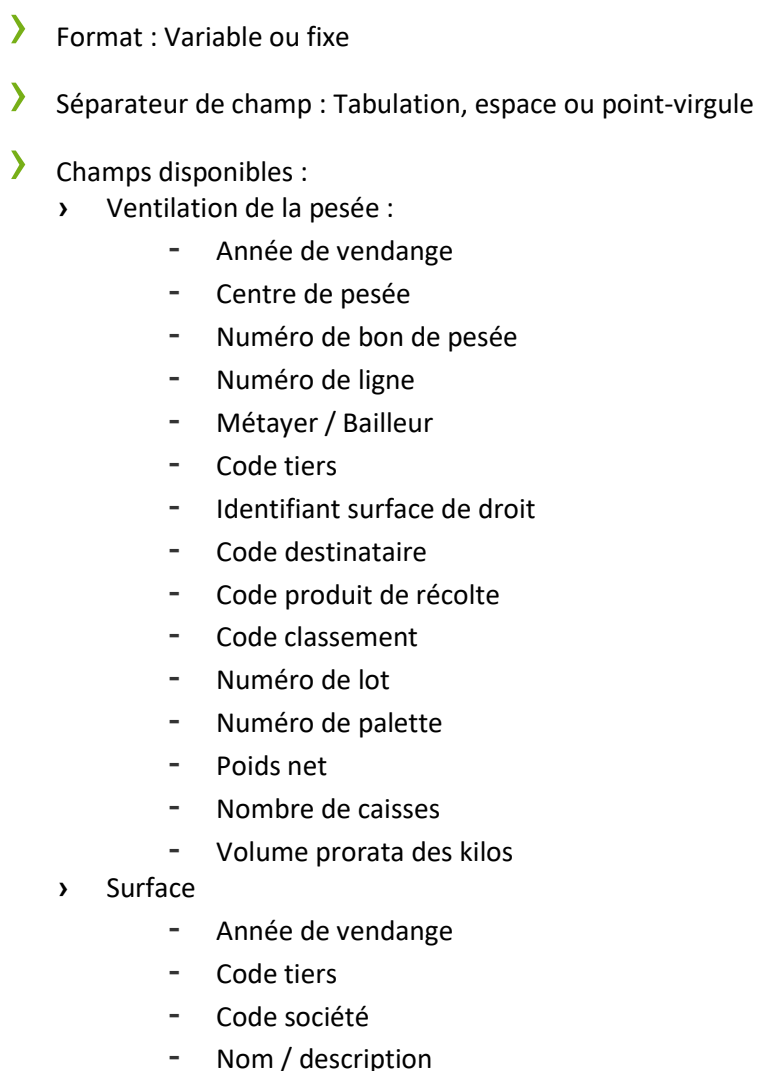 › Format : Variable ou fixe
› Séparateur de champ : Tabulation, espace ou point-virgule
› Champs disponibles :
› Ventilation de la pesée :
- Année de vendange
- Centre de pesée
- Numéro de bon de pesée
- Numéro de ligne
- Métayer / Bailleur
- Code tiers
- Identifiant surface de droit
- Code destinataire
- Code produit de récolte
- Code classement
- Numéro de lot
- Numéro de palette
- Poids net
- Nombre de caisses
- Volume prorata des kilos
› Surface
- Année de vendange
- Code tiers
- Code société
- Nom / description